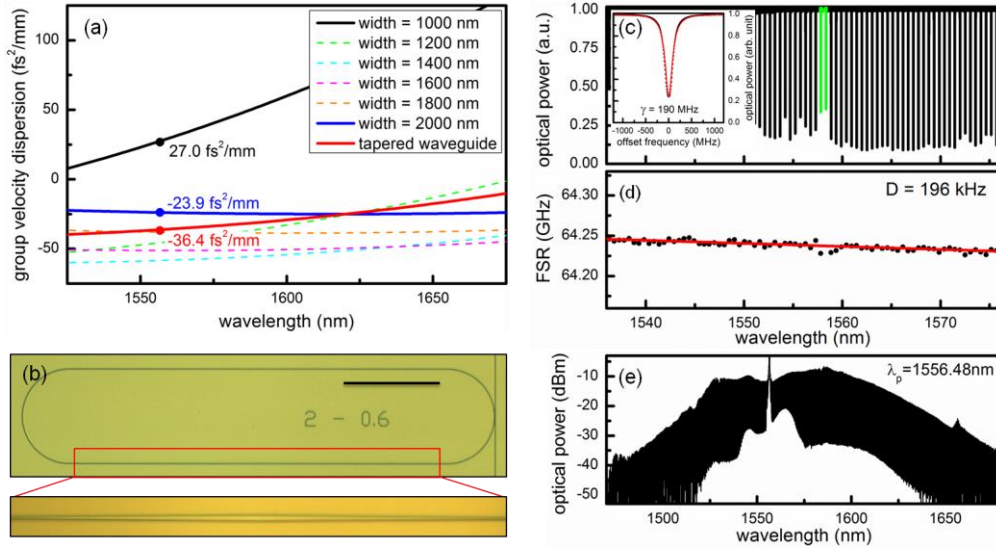 (a)
group velocity dispersion (fs²/mm)
100
50
0
-50
1550
1600
1650
wavelength (nm)
width = 1000 nm
width = 1200 nm
width = 1400 nm
width = 1600 nm
width = 1800 nm
width = 2000 nm
tapered waveguide
27.0 fs²/mm
-23.9 fs²/mm
-36.4 fs²/mm
(b)
2 - 0.6
(c)
optical power (a.u.)
1.00
0.75
0.50
0.25
0.00
γ = 190 MHz
-1000
-500
0
500
1000
offset frequency (MHz)
1.0
0.8
0.6
0.4
0.2
0.0
optical power (arb. unit)
(d)
D = 196 kHz
FSR (GHz)
64.30
64.25
64.20
1540
1550
1560
1570
wavelength (nm)
(e)
λp=1556.48nm
optical power (dBm)
-10
-20
-30
-40
-50
1500
1550
1600
1650
wavelength (nm)